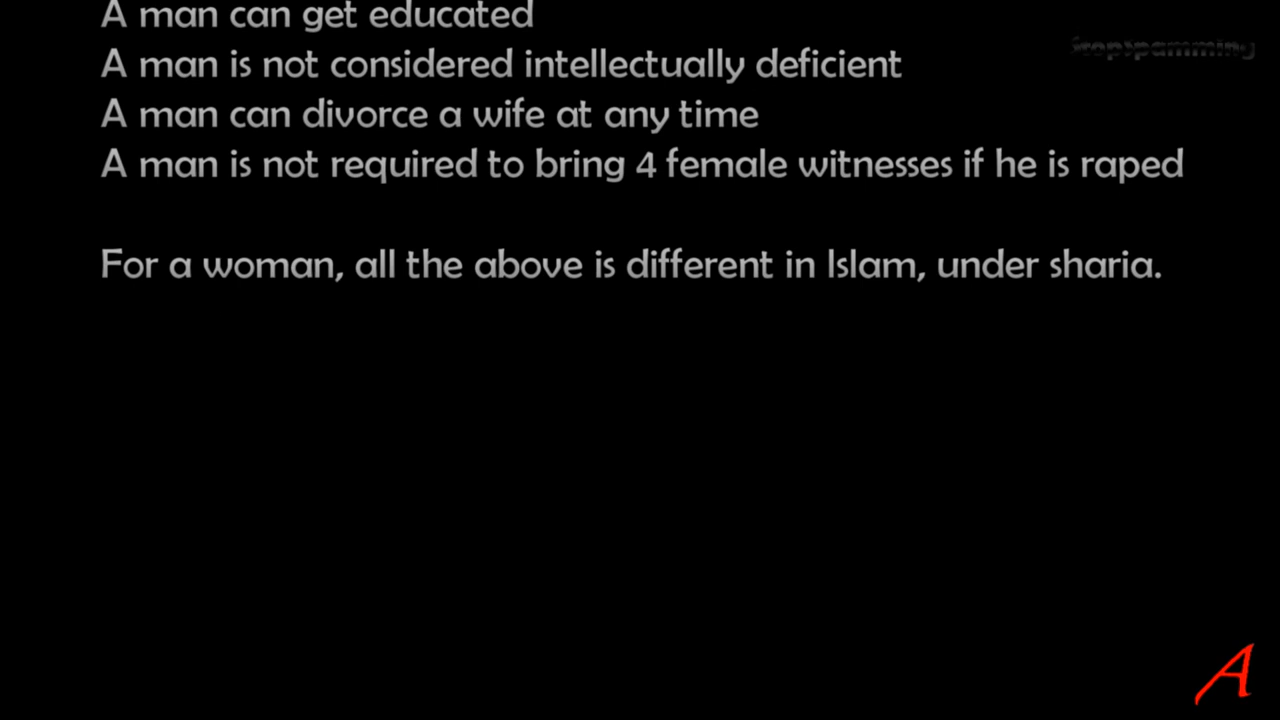 A man can get educated
A man is not considered intellectually deficient
A man can divorce a wife at any time
A man is not required to bring 4 female witnesses if he is raped
For a woman, all the above is different in Islam, under sharia.
A